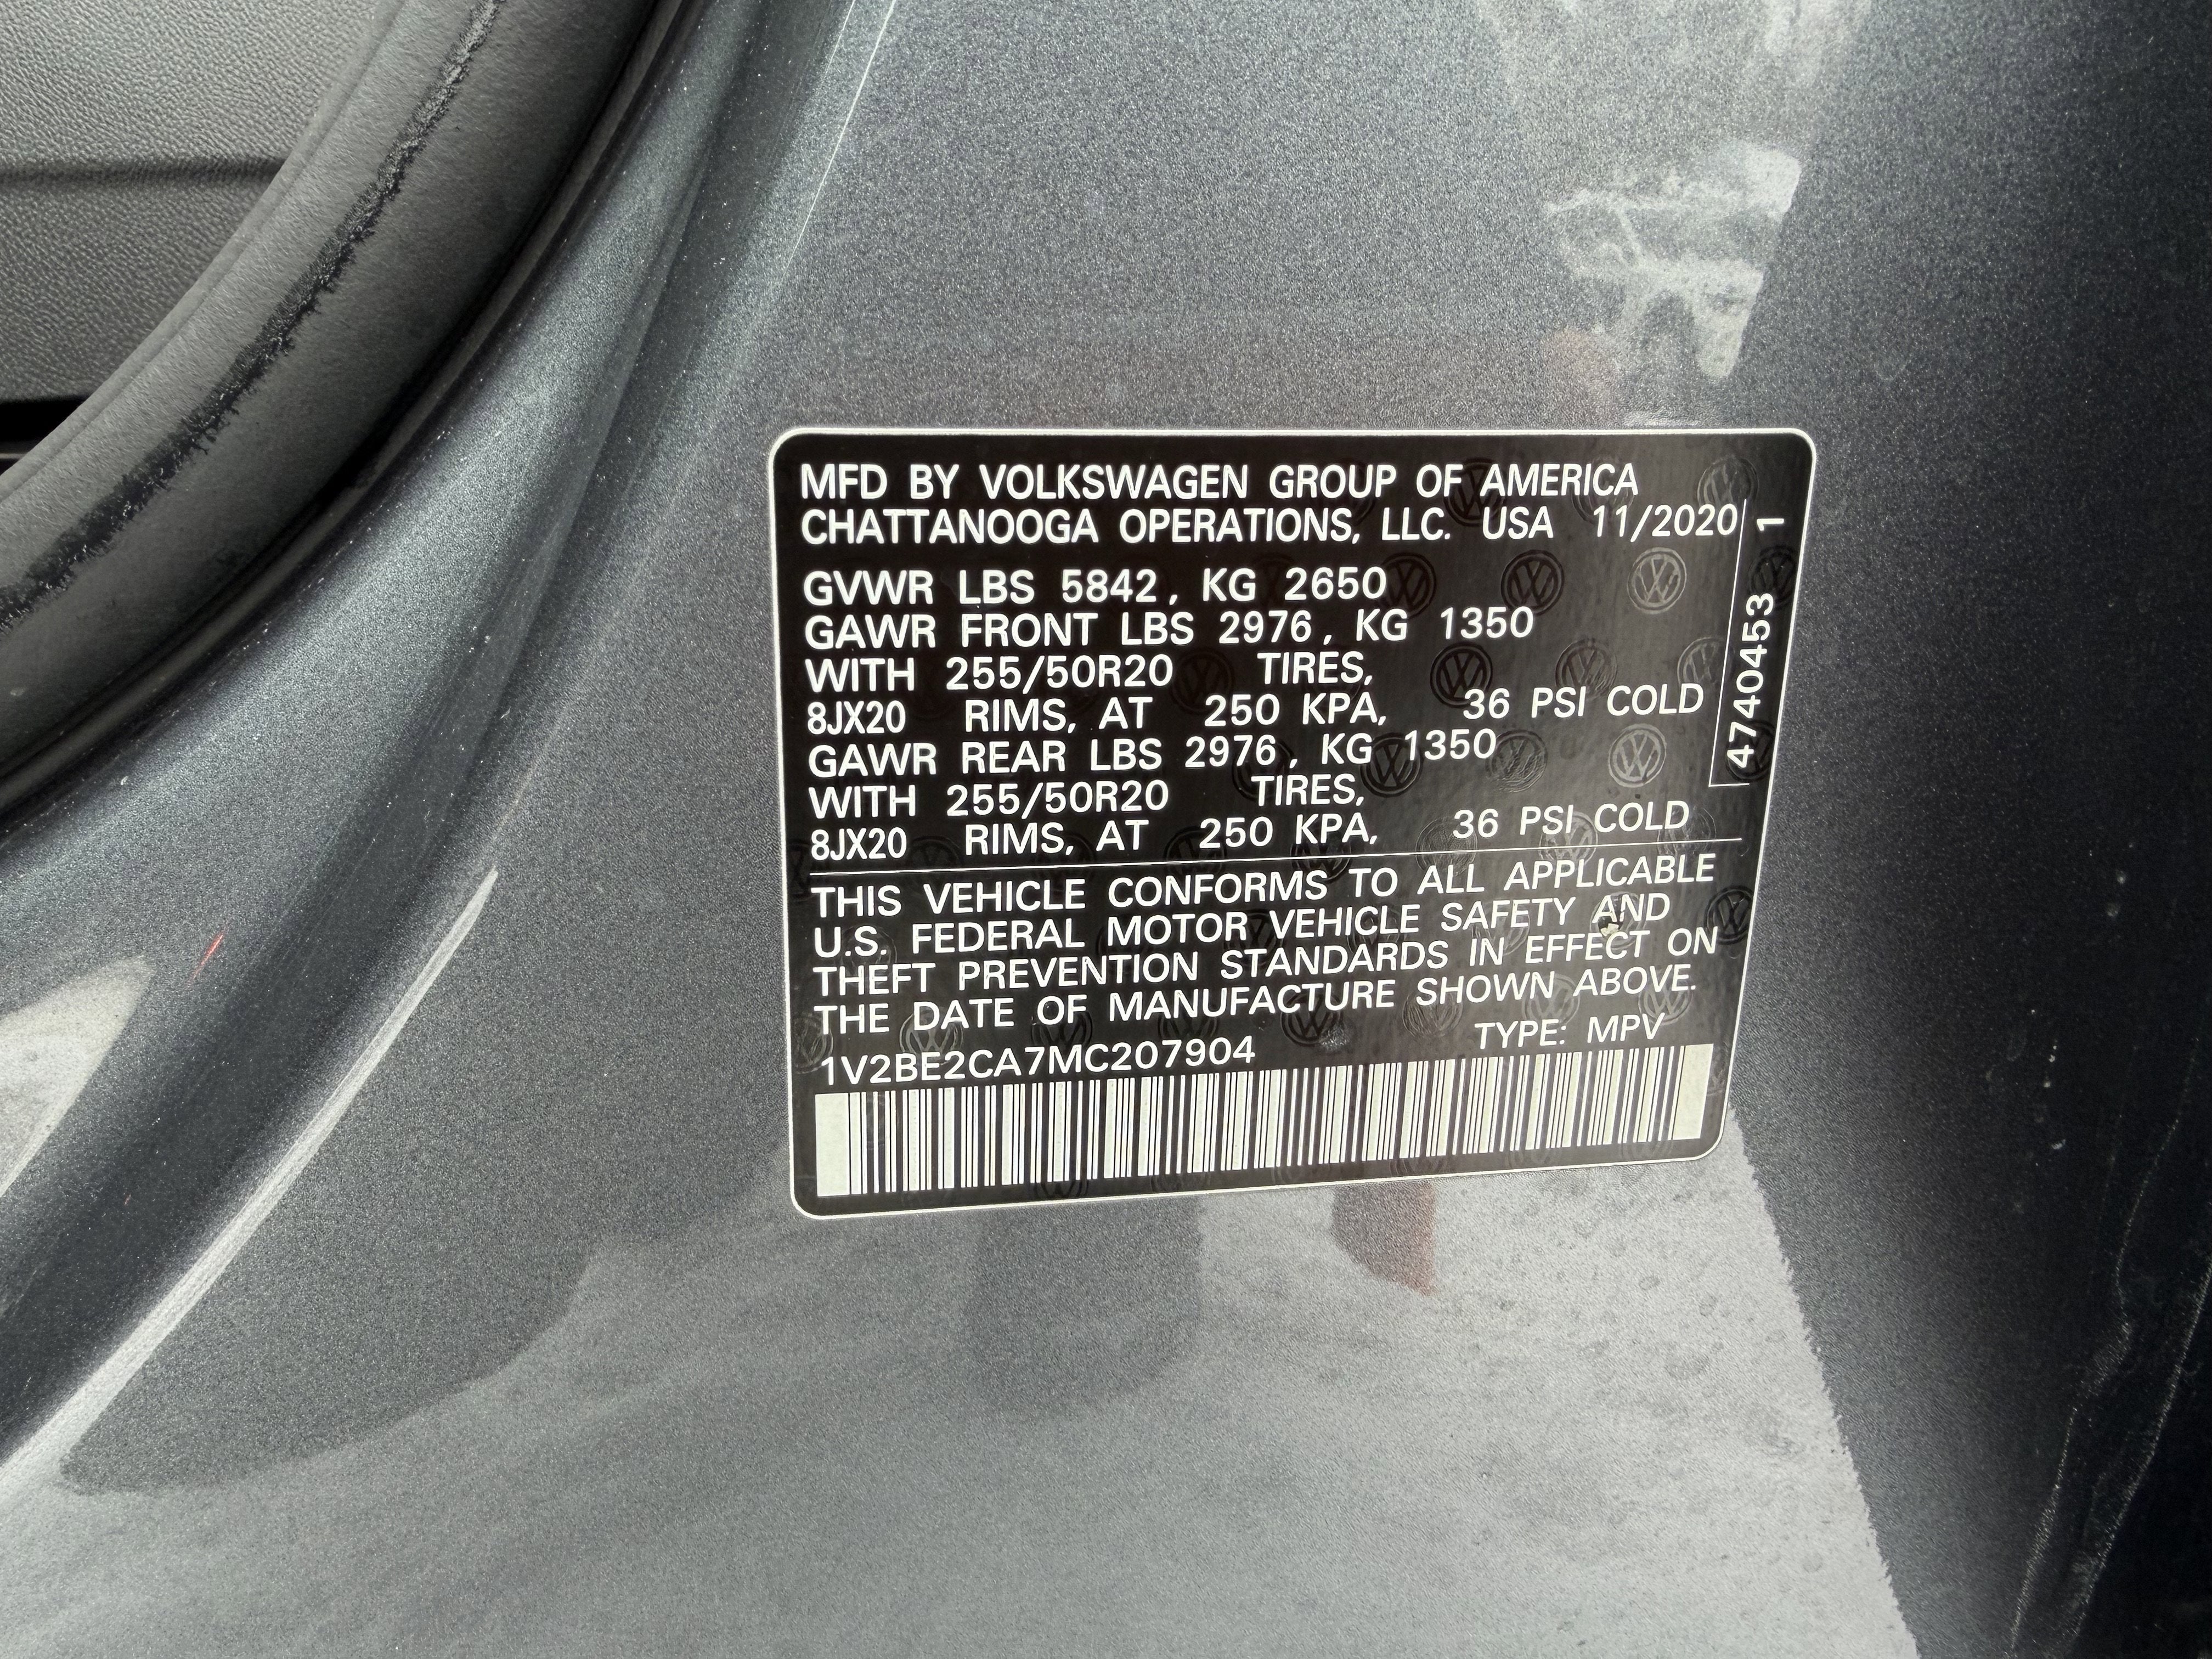 MFD BY VOLKSWAGEN GROUP OF AMERICA
CHATTANOOGA OPERATIONS, LLC. USA 11/2020
GVWR LBS 5842, KG 2650
GAWR FRONT LBS 2976, KG 1350
WITH 255/50R20 TIRES,
8JX20 RIMS, AT 250 KPA, 36 PSI COLD
GAWR REAR LBS 2976, KG 1350
WITH 255/50R20 TIRES,
8JX20 RIMS, AT 250 KPA, 36 PSI COLD
4740453 1
THIS VEHICLE CONFORMS TO ALL APPLICABLE
U.S. FEDERAL MOTOR VEHICLE SAFETY AND
THEFT PREVENTION STANDARDS IN EFFECT ON
THE DATE OF MANUFACTURE SHOWN ABOVE.
1V2BE2CA7MC207904 TYPE: MPV